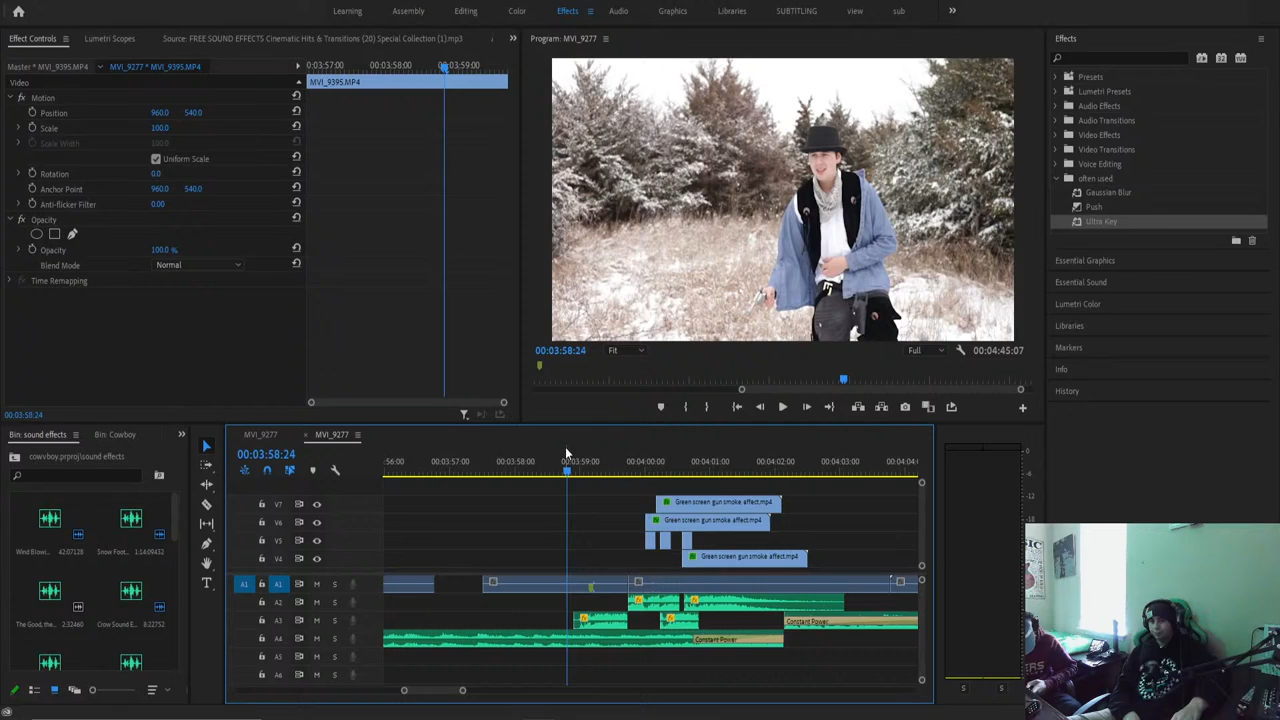 Learning Assembly Editing Color Effects Audio Graphics Libraries SUBTITLING view sub
Effect Controls Lumetri Scopes Source: FREE SOUND EFFECTS Cinematic Hits & Transitions (20) Special Collection (1).mp3
Master * MVI_9395.MP4 MVI_9277 * MVI_9395.MP4
03:57:00 00:03:58:00 00:03:59:00
Video
MVI_9395.MP4
Motion
Position 960.0 540.0
Scale 100.0
Scale Width 100.0
Uniform Scale
Rotation 0.0
Anchor Point 960.0 540.0
Anti-flicker Filter 0.00
Opacity
Opacity 100.0 %
Blend Mode Normal
Time Remapping
00:03:58:24
Program: MVI_9277
00:03:58:24 Fit Full 00:04:45:07
Effects
Presets
Lumetri Presets
Audio Effects
Audio Transitions
Video Effects
Video Transitions
Voice Editing
often used
Gaussian Blur
Push
Ultra Key
Essential Graphics
Essential Sound
Lumetri Color
Libraries
Markers
Info
History
Bin: sound effects Bin: Cowboy
cowvboy.prproj\sound effects
Wind Blowi... 42:07128 Snow Foot... 1:14:09432
The Good, the... 2:32460 Crow Sound E... 8:22752
MVI_9277 MVI_9277
00:03:58:24
:56:00 00:03:57:00 00:03:58:00 00:03:59:00 00:04:00:00 00:04:01:00 00:04:02:00 00:04:03:00 00:04:04:
V7 Green screen gun smoke affect.mp4
V6 Green screen gun smoke affect.mp4
V5
V4 Green screen gun smoke affect.mp4
A1 A1 M S
A2 M S
A3 M S Constant Power
A4 M S Constant Power
A5 M S
A6 M S
0
-6
-12
-18
-24
-30
-36
-42
-48
-54
dB
S S